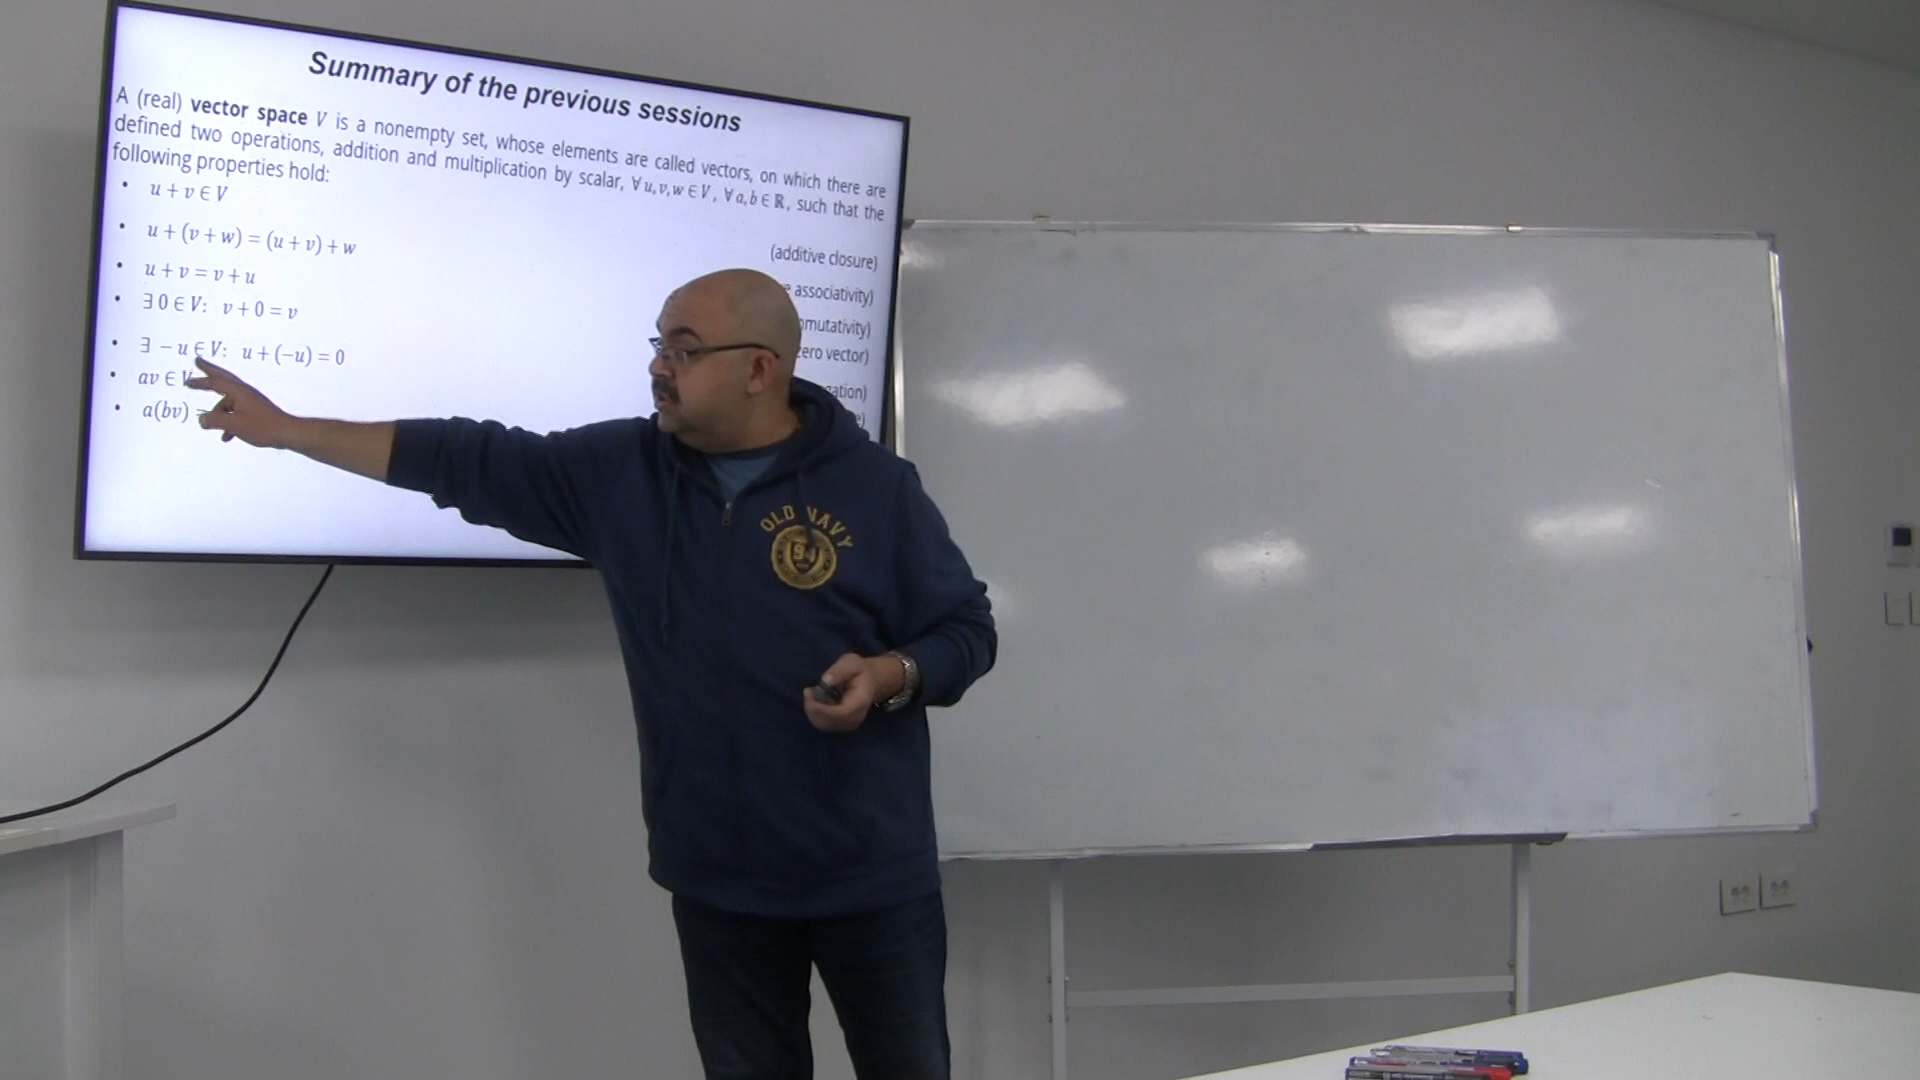 Summary of the previous sessions
A (real) vector space V is a nonempty set, whose elements are called vectors, on which there are
defined two operations, addition and multiplication by scalar, ∀ u, v, w ∈ V, ∀ a, b ∈ ℝ, such that the
following properties hold:
• u + v ∈ V
(additive closure)
• u + (v + w) = (u + v) + w
associativity)
• u + v = v + u
• ∃ 0 ∈ V: v + 0 = v
zero vector)
• ∃ −u ∈ V: u + (−u) = 0
• av ∈ V
• a(bv) =
OLD NAVY
94